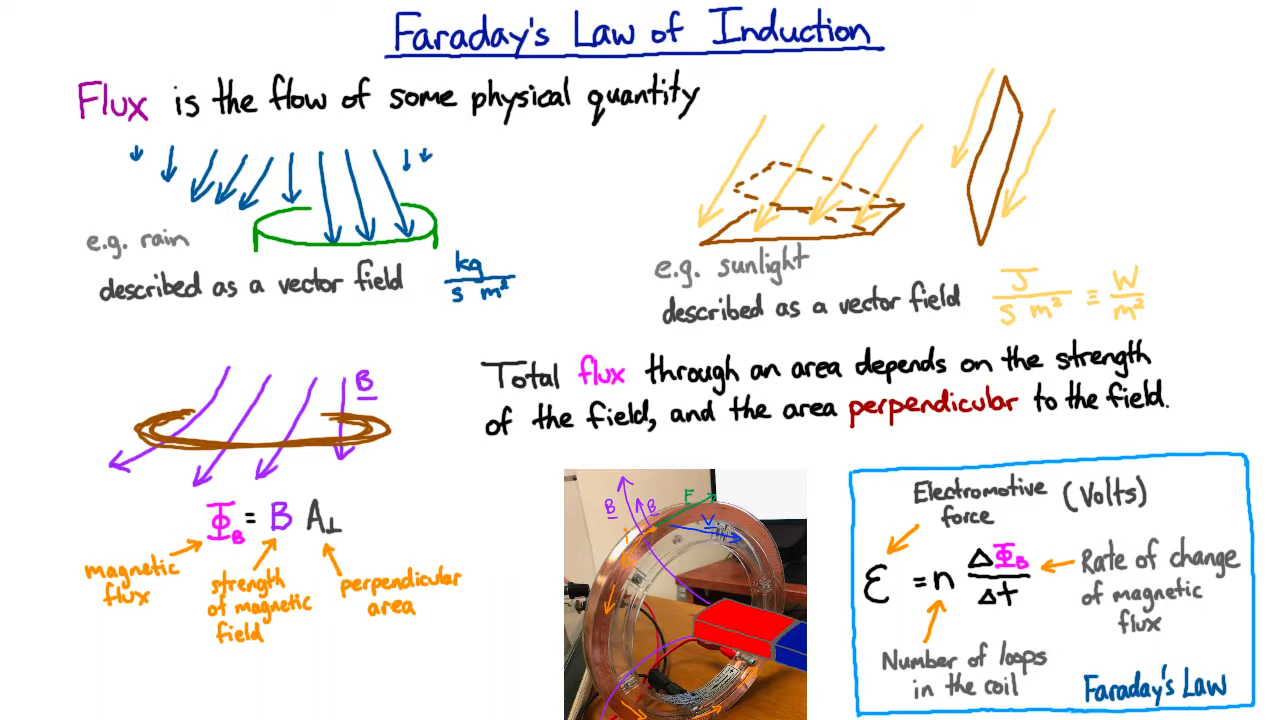 Faraday's Law of Induction
Flux is the flow of some physical quantity
e.g. rain
described as a vector field
kg
s m²
e.g. sunlight
described as a vector field
J
s m²
≡
W
m²
B
Total flux through an area depends on the strength
of the field, and the area perpendicular to the field.
Φ_B = B A⊥
magnetic
flux
strength
of magnetic
field
perpendicular
area
B
B
F
V
I
Electromotive
force
(Volts)
ε = n ΔΦ_B
Δt
Rate of change
of magnetic
flux
Number of loops
in the coil
Faraday's Law